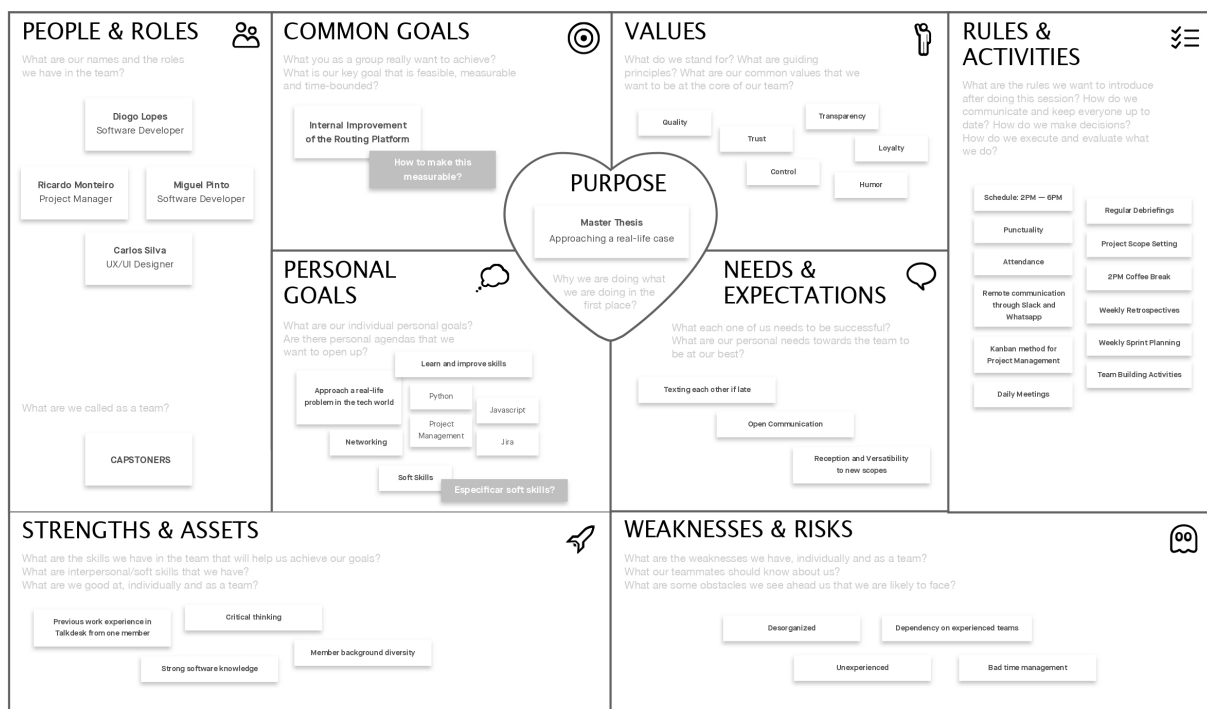 PEOPLE & ROLES
What are our names and the roles
we have in the team?
Diogo Lopes
Software Developer
Ricardo Monteiro
Project Manager
Miguel Pinto
Software Developer
Carlos Silva
UX/UI Designer
What are we called as a team?
CAPSTONERS
COMMON GOALS
What you as a group really want to achieve?
What is our key goal that is feasible, measurable
and time-bounded?
Internal Improvement
of the Routing Platform
How to make this
measurable?
VALUES
What do we stand for? What are guiding
principles? What are our common values that we
want to be at the core of our team?
Quality
Trust
Transparency
Loyalty
Control
Humor
RULES &
ACTIVITIES
What are the rules we want to introduce
after doing this session? How do we
communicate and keep everyone up to
date? How do we make decisions?
How do we execute and evaluate what
we do?
Schedule: 2PM — 6PM
Punctuality
Attendance
Remote communication
through Slack and
Whatsapp
Kanban method for
Project Management
Daily Meetings
Regular Debriefings
Project Scope Setting
2PM Coffee Break
Weekly Retrospectives
Weekly Sprint Planning
Team Building Activities
PURPOSE
Master Thesis
Approaching a real-life case
Why we are doing what
we are doing in the
first place?
PERSONAL
GOALS
What are our individual personal goals?
Are there personal agendas that we
want to open up?
Learn and improve skills
Approach a real-life
problem in the tech world
Python
Javascript
Project
Management
Jira
Networking
Soft Skills
Especificar soft skills?
NEEDS &
EXPECTATIONS
What each one of us needs to be successful?
What are our personal needs towards the team to
be at our best?
Texting each other if late
Open Communication
Reception and Versatibility
to new scopes
STRENGTHS & ASSETS
What are the skills we have in the team that will help us achieve our goals?
What are interpersonal/soft skills that we have?
What are we good at, individually and as a team?
Previous work experience in
Talkdesk from one member
Critical thinking
Strong software knowledge
Member background diversity
WEAKNESSES & RISKS
What are the weaknesses we have, individually and as a team?
What our teammates should know about us?
What are some obstacles we see ahead us that we are likely to face?
Desorganized
Dependency on experienced teams
Unexperienced
Bad time management